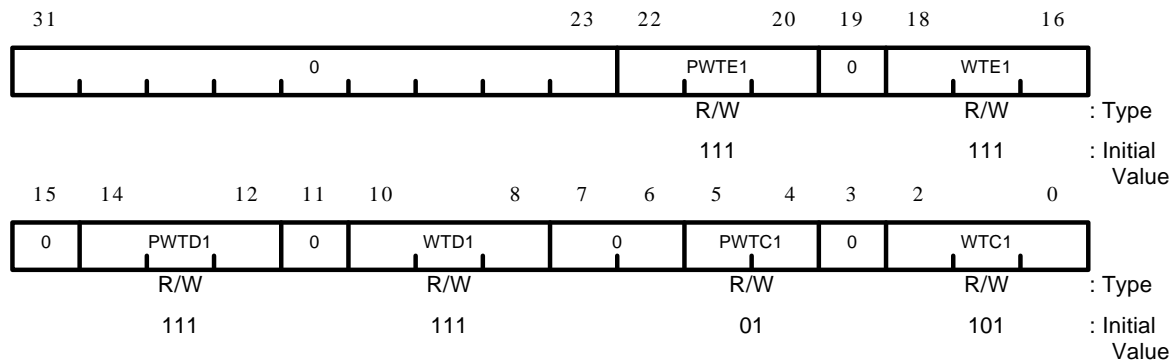 31 23 22 20 19 18 16
0 PWTE1 0 WTE1
R/W R/W : Type
111 111 : Initial
Value
15 14 12 11 10 8 7 6 5 4 3 2 0
0 PWTD1 0 WTD1 0 PWTC1 0 WTC1
R/W R/W R/W R/W : Type
111 111 01 101 : Initial
Value